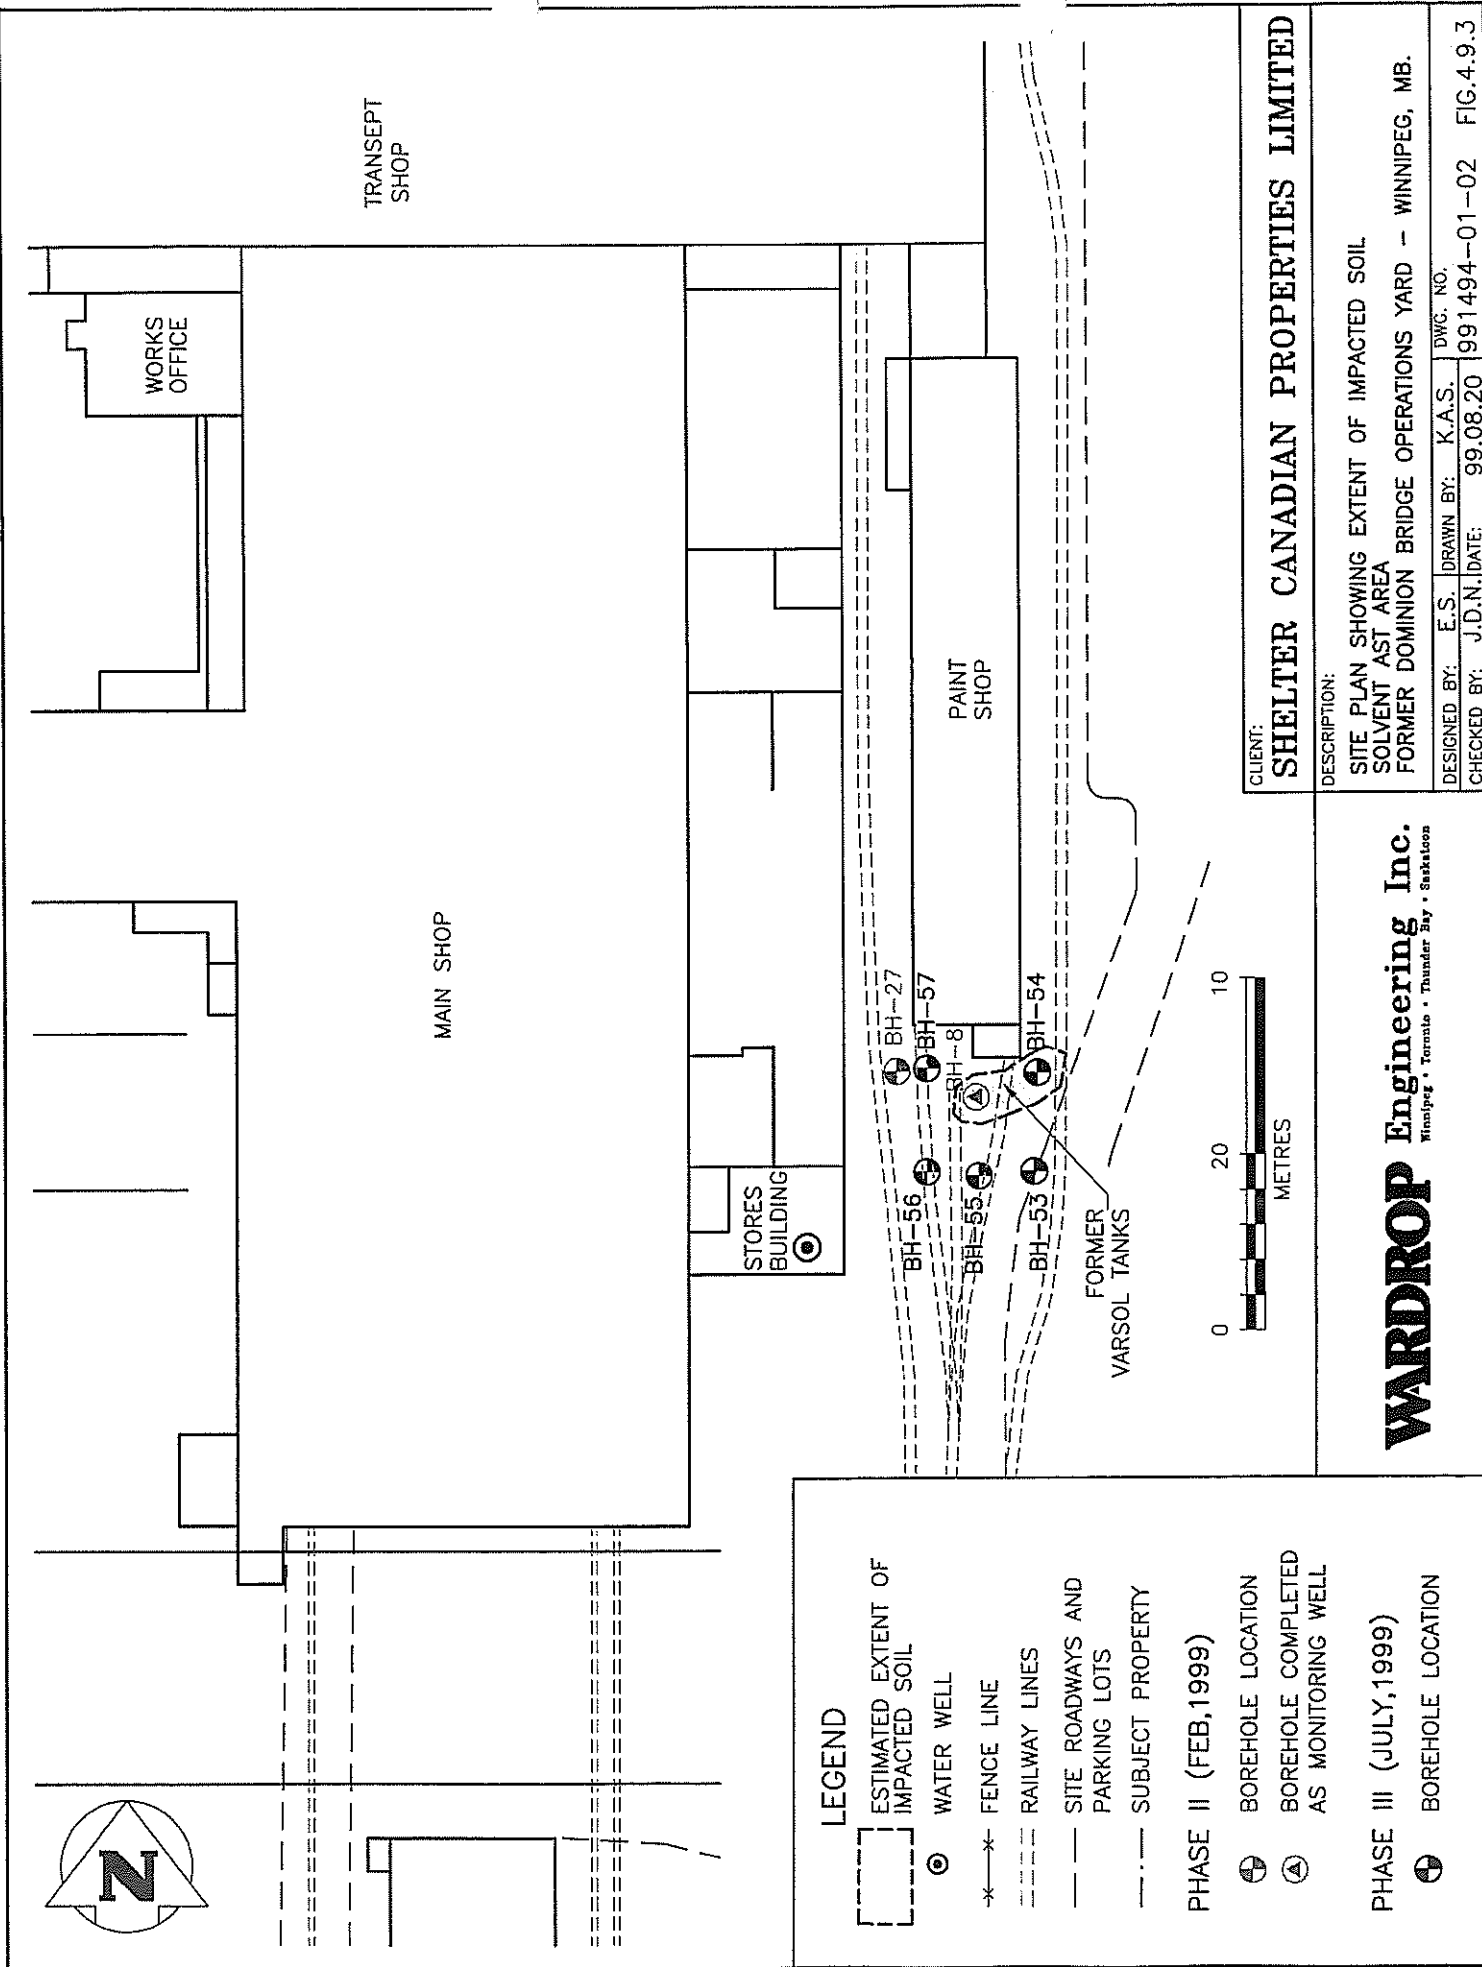 TRANSEPT
SHOP
WORKS
OFFICE
MAIN SHOP
STORES
BUILDING
PAINT
SHOP
BH-27
BH-57
BH-8
BH-54
BH-56
BH-55
BH-53
FORMER
VARSOL TANKS
0
20
10
METRES
N
LEGEND
ESTIMATED EXTENT OF
IMPACTED SOIL
WATER WELL
FENCE LINE
RAILWAY LINES
SITE ROADWAYS AND
PARKING LOTS
SUBJECT PROPERTY
PHASE II (FEB,1999)
BOREHOLE LOCATION
BOREHOLE COMPLETED
AS MONITORING WELL
PHASE III (JULY,1999)
BOREHOLE LOCATION
WARDROP Engineering Inc.
Winnipeg • Toronto • Thunder Bay • Saskatoon
CLIENT:
SHELTER CANADIAN PROPERTIES LIMITED
DESCRIPTION:
SITE PLAN SHOWING EXTENT OF IMPACTED SOIL
SOLVENT AST AREA
FORMER DOMINION BRIDGE OPERATIONS YARD - WINNIPEG, MB.
DESIGNED BY: E.S. DRAWN BY: K.A.S. DWG. NO.
CHECKED BY: J.D.N. DATE: 99.08.20 991494-01-02 FIG.4.9.3